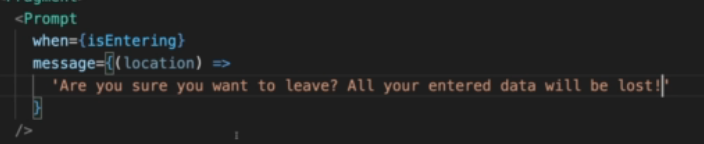 <Prompt
when={isEntering}
message={(location) =>
'Are you sure you want to leave? All your entered data will be lost!'
}
/>